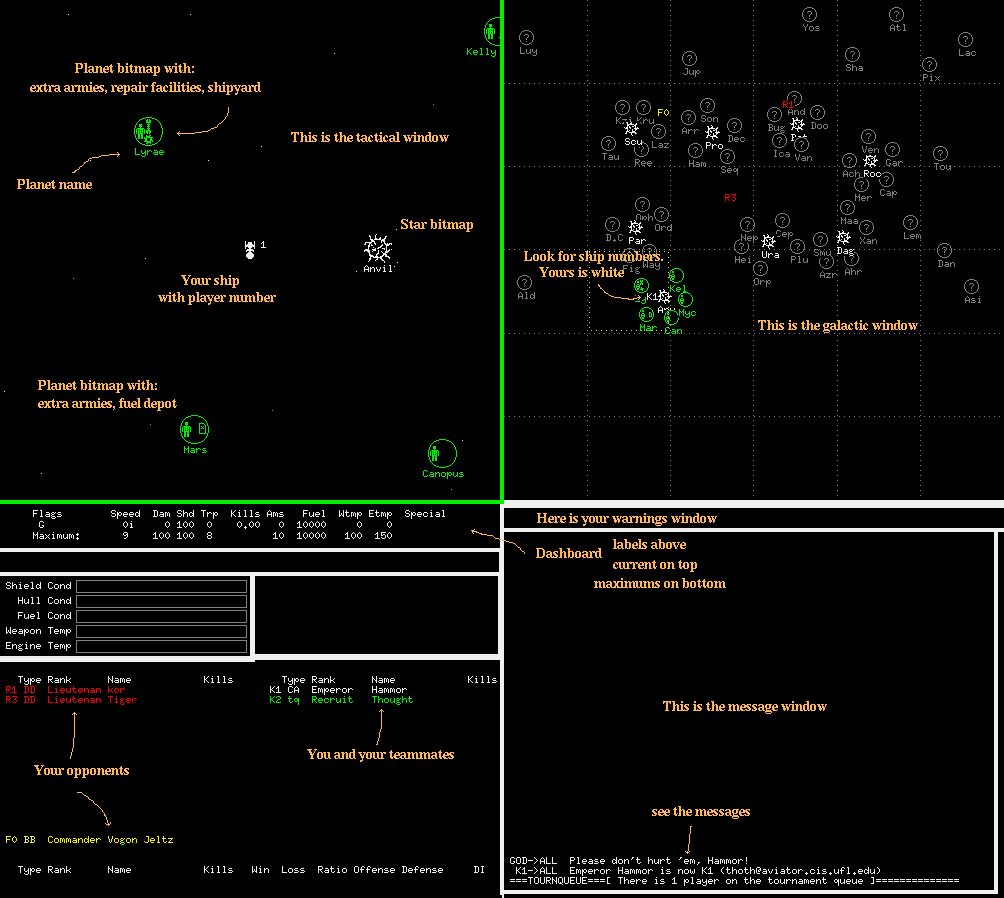 Kelly
Planet bitmap with:
extra armies, repair facilities, shipyard
Lyrae
This is the tactical window
Planet name
Star bitmap
1
Anvil
Your ship
with player number
Planet bitmap with:
extra armies, fuel depot
Mars
Canopus
Yos
Atl
Luy
Lac
Sha
Jup
Pix
R1
And
Kzi Kru
F0
Son
Arr
Dec
Bug
Doo
Scu
Laz
Pro
Ica
Van
Ven
Tau
Ree
Ham
Seq
Gar
Tou
Ach
Roc
Mer
Cap
R3
Oph
Ord
Maa
D.C
Par
Nep
Cep
Xan
Lem
Ura
Dag
Fig
Way
Hei
Plu
Smu
Dan
Orp
Azr
Ahr
Look for ship numbers.
Yours is white
Ald
Kel
Asi
K1
Myc
Mar
Can
This is the galactic window
Flags Speed Dam Shd Trp Kills Ams Fuel Wtmp Etmp Special
G 0i 0 100 0 0.00 0 10000 0 0
Maximum: 9 100 100 8 10 10000 100 150
Here is your warnings window
Dashboard
labels above
current on top
maximums on bottom
Shield Cond
Hull Cond
Fuel Cond
Weapon Temp
Engine Temp
Type Rank Name Kills
R1 DD Lieutenan kor
R3 DD Lieutenan Tiger
Type Rank Name Kills
K1 CA Emperor Hammor
K2 tq Recruit Thought
Your opponents
You and your teammates
F0 BB Commander Vogon Jeltz
Type Rank Name Kills Win Loss Ratio Offense Defense DI
This is the message window
see the messages
GOD->ALL Please don't hurt 'em, Hammor!
K1->ALL Emperor Hammor is now K1 (thoth@aviator.cis.ufl.edu)
===TOURNQUEUE===[ There is 1 player on the tournament queue ]==============